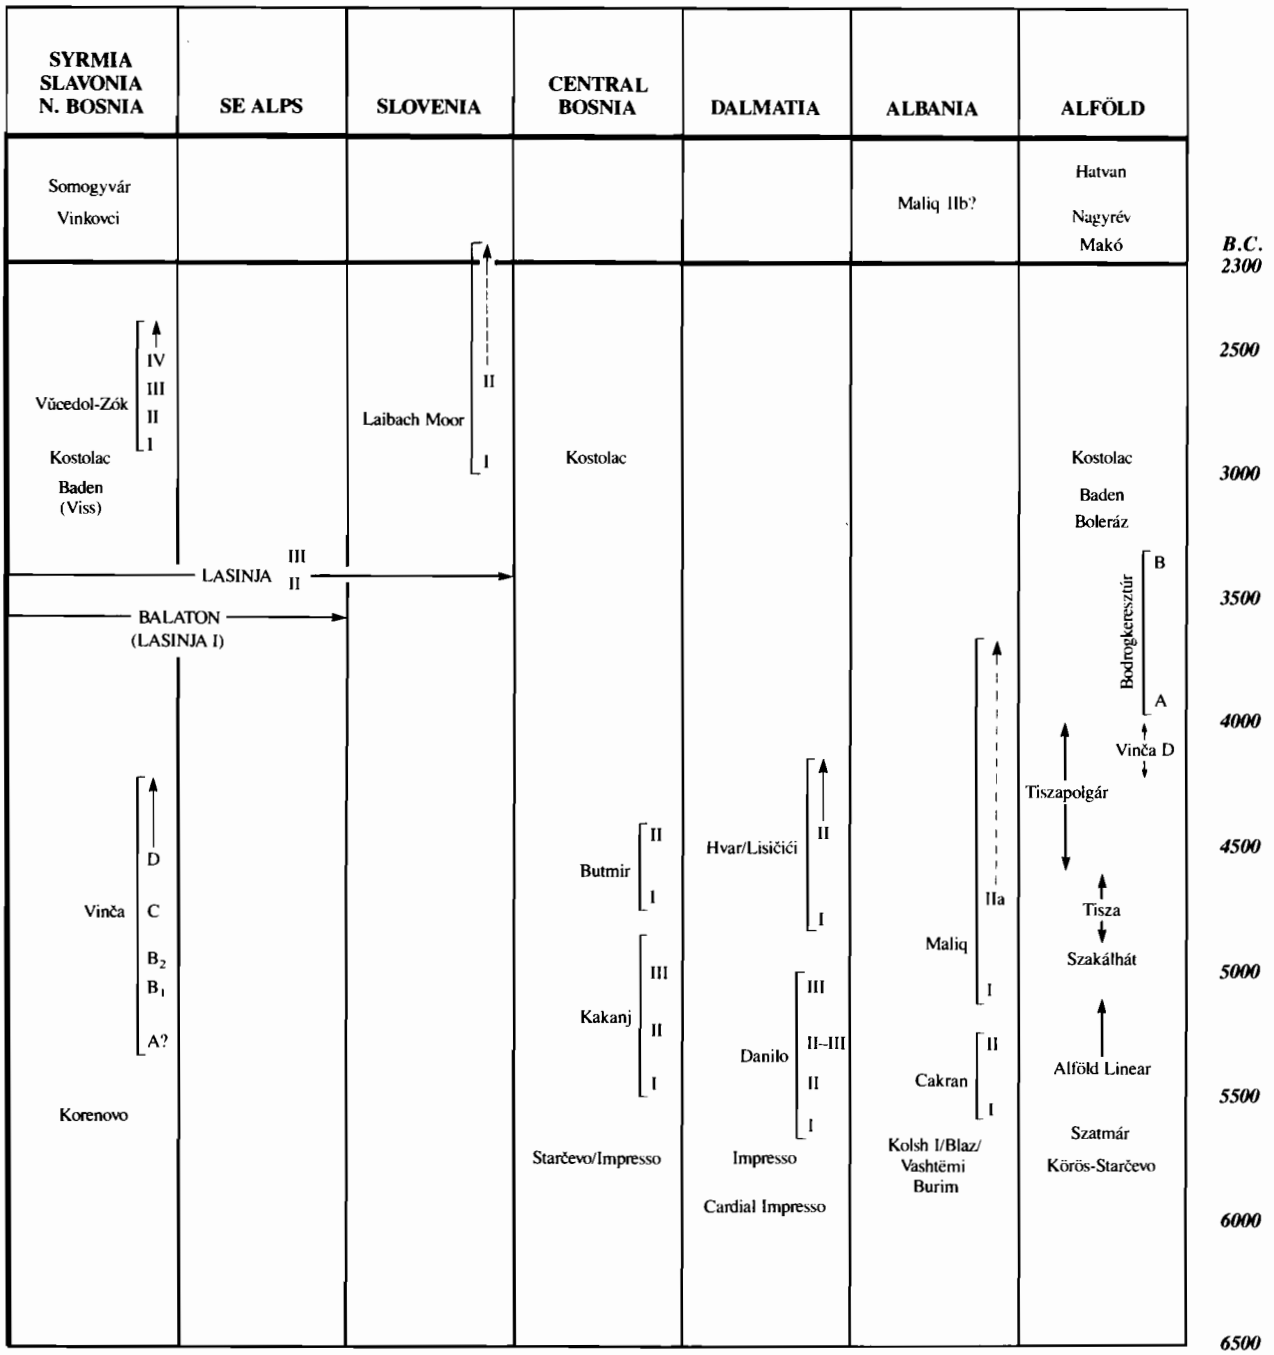 SYRMIA
SLAVONIA
N. BOSNIA
SE ALPS
SLOVENIA
CENTRAL
BOSNIA
DALMATIA
ALBANIA
ALFÖLD
Somogyvár
Vinkovci
Maliq IIb?
Hatvan
Nagyrév
Makó
B.C.
2300
2500
3000
3500
4000
4500
5000
5500
6000
6500
Vŭcedol-Zók
IV
III
II
I
Kostolac
Baden
(Viss)
LASINJA
III
II
BALATON
(LASINJA I)
Vinča
D
C
B2
B1
A?
Korenovo
Laibach Moor
II
I
Kostolac
Butmir
II
I
Kakanj
III
II
I
Starčevo/Impresso
Hvar/Lisičići
II
I
Danilo
III
II–III
II
I
Impresso
Cardial Impresso
Maliq
IIa
I
Cakran
II
I
Kolsh I/Blaz/
Vashtëmi
Burim
Kostolac
Baden
Boleráz
Bodrogkeresztúr
B
A
Vinča D
Tiszapolgár
Tisza
Szakálhát
Alföld Linear
Szatmár
Körös-Starčevo